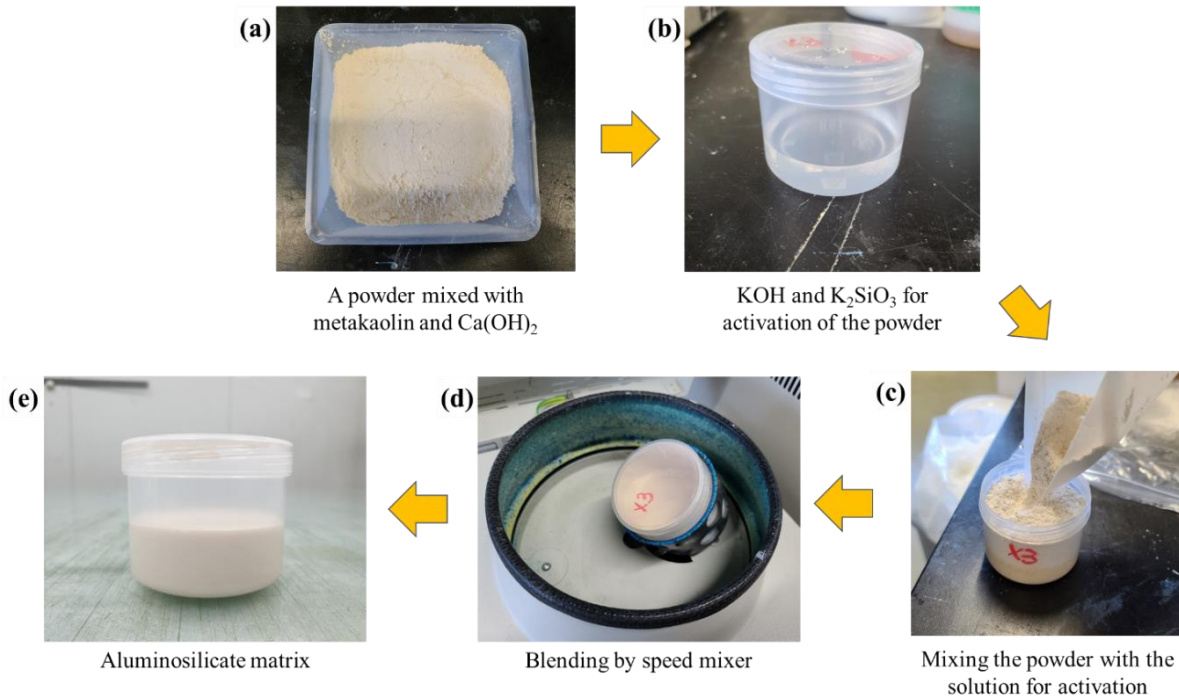 (a)
A powder mixed with
metakaolin and Ca(OH)₂
(b)
KOH and K₂SiO₃ for
activation of the powder
(c)
X3
Mixing the powder with the
solution for activation
(d)
X3
Blending by speed mixer
(e)
Aluminosilicate matrix